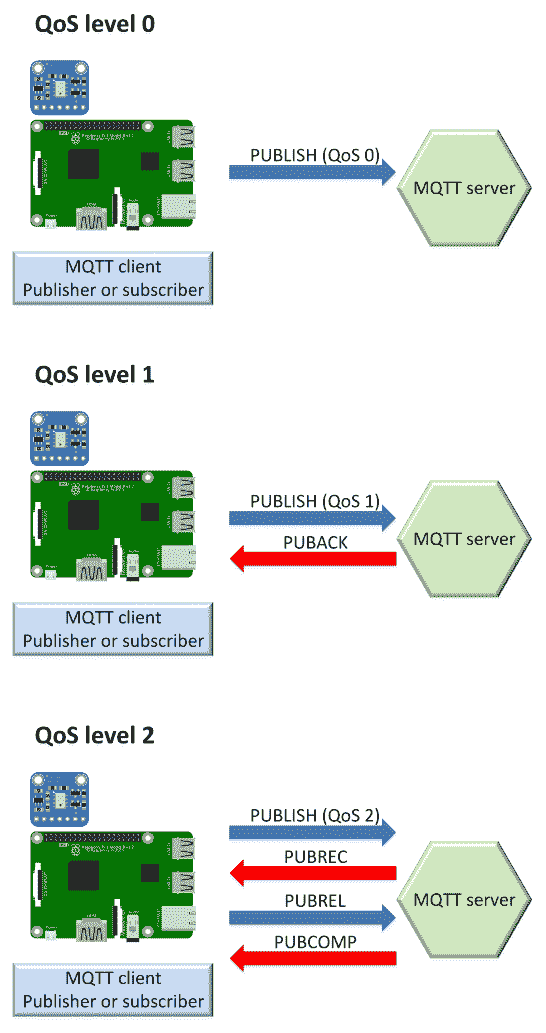 QoS level 0
PUBLISH (QoS 0)
MQTT server
MQTT client
Publisher or subscriber
QoS level 1
PUBLISH (QoS 1)
PUBACK
MQTT server
MQTT client
Publisher or subscriber
QoS level 2
PUBLISH (QoS 2)
PUBREC
MQTT server
PUBREL
PUBCOMP
MQTT client
Publisher or subscriber